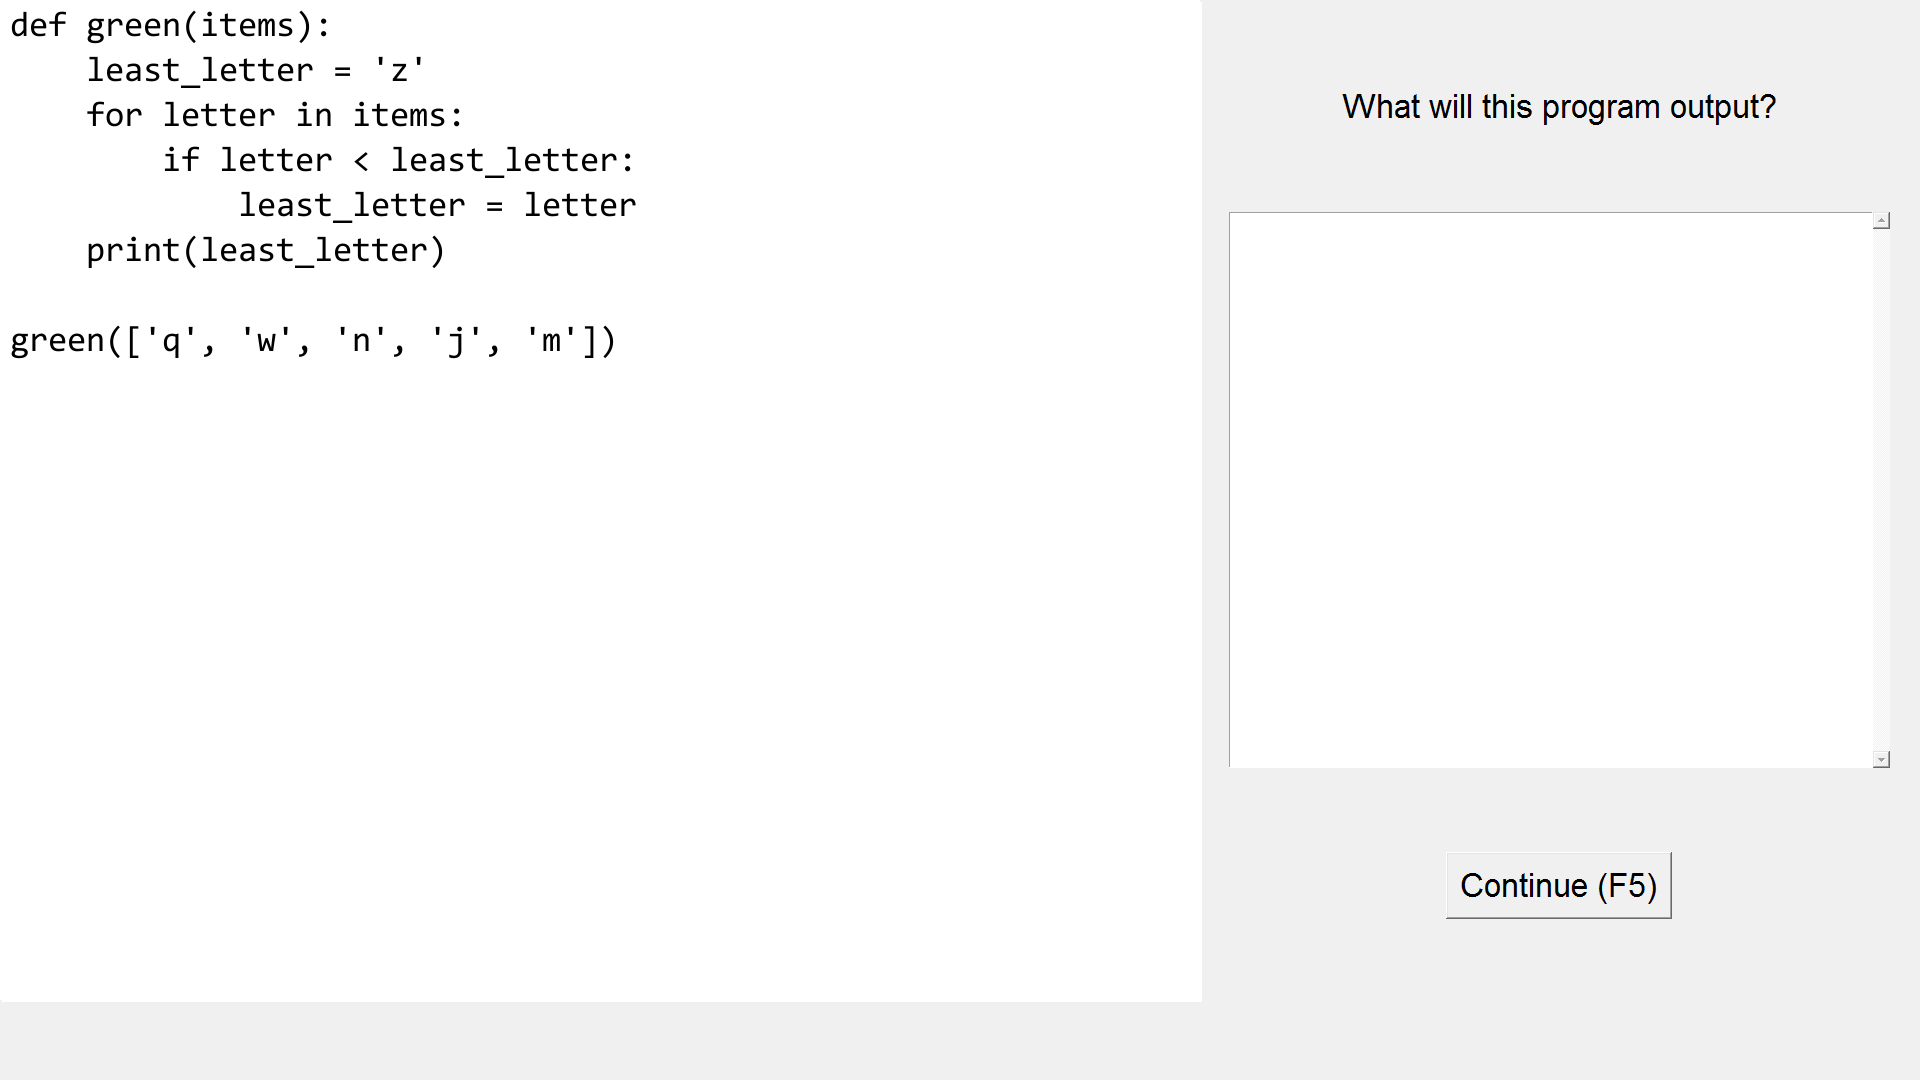 def green(items):
    least_letter = 'z'
    for letter in items:
        if letter < least_letter:
            least_letter = letter
    print(least_letter)

green(['q', 'w', 'n', 'j', 'm'])
What will this program output?
Continue (F5)